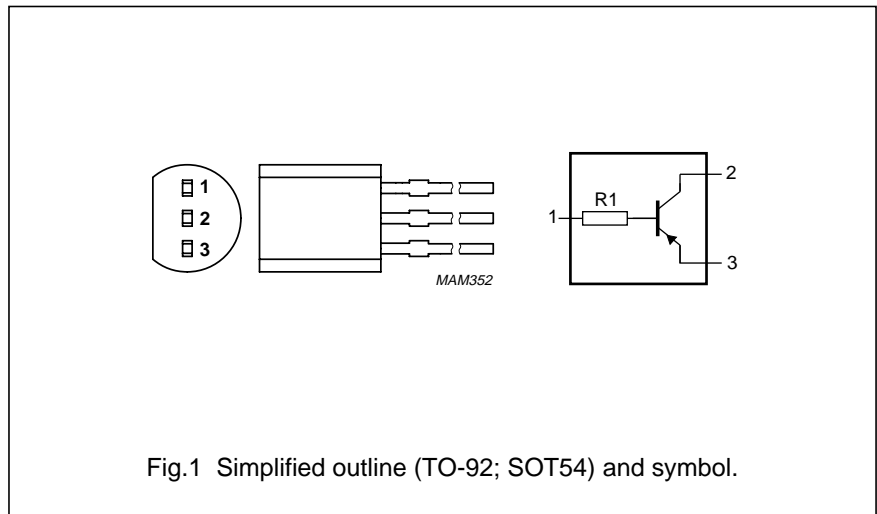 1
2
3
MAM352
R1
1
2
3
Fig.1 Simplified outline (TO-92; SOT54) and symbol.